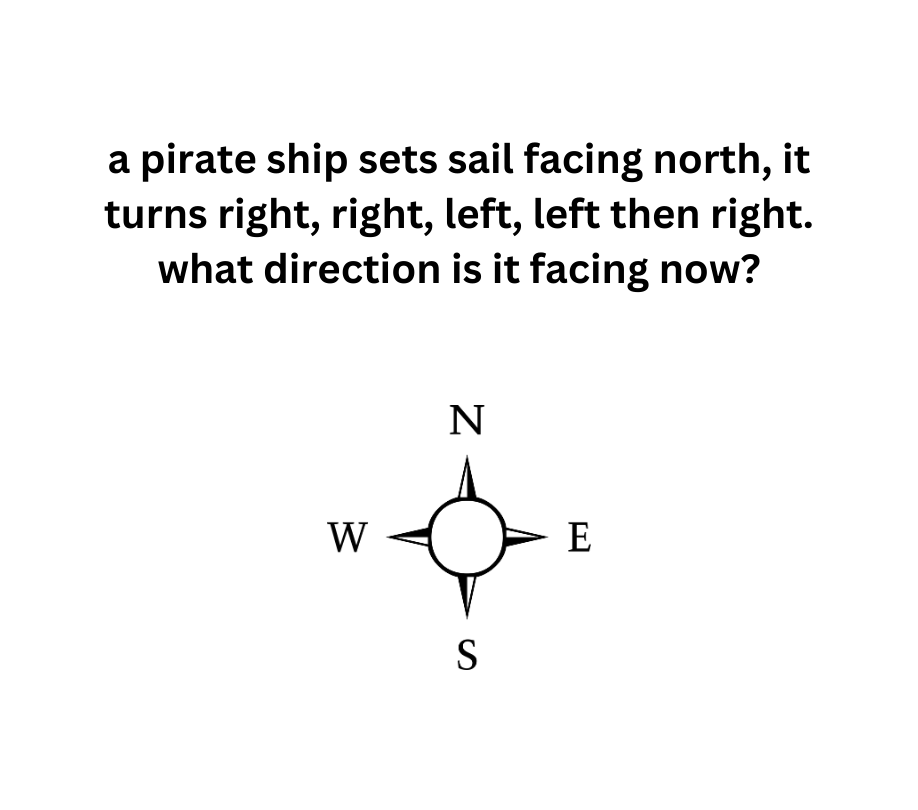 a pirate ship sets sail facing north, it
turns right, right, left, left then right.
what direction is it facing now?
N
W E
S